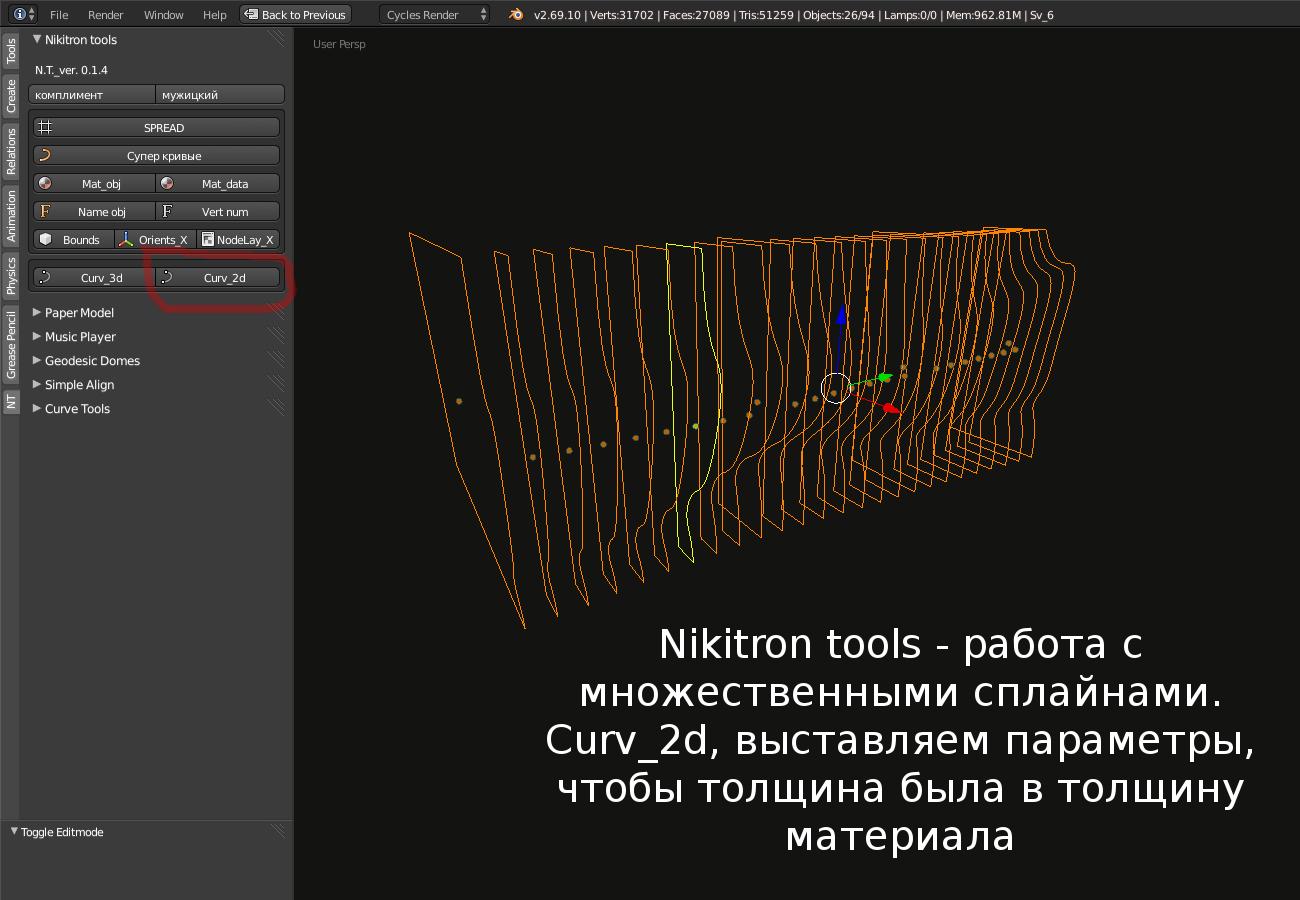 File Render Window Help Back to Previous Cycles Render v2.69.10 | Verts:31702 | Faces:27089 | Tris:51259 | Objects:26/94 | Lamps:0/0 | Mem:962.81M | Sv_6
Tools
Create
Relations
Animation
Physics
Grease Pencil
NT
Nikitron tools
N.T._ver. 0.1.4
комплимент мужицкий
SPREAD
Супер кривые
Mat_obj Mat_data
Name obj Vert num
Bounds Orients_X NodeLay_X
Curv_3d Curv_2d
Paper Model
Music Player
Geodesic Domes
Simple Align
Curve Tools
Toggle Editmode
User Persp
Nikitron tools - работа с
множественными сплайнами.
Curv_2d, выставляем параметры,
чтобы толщина была в толщину
материала